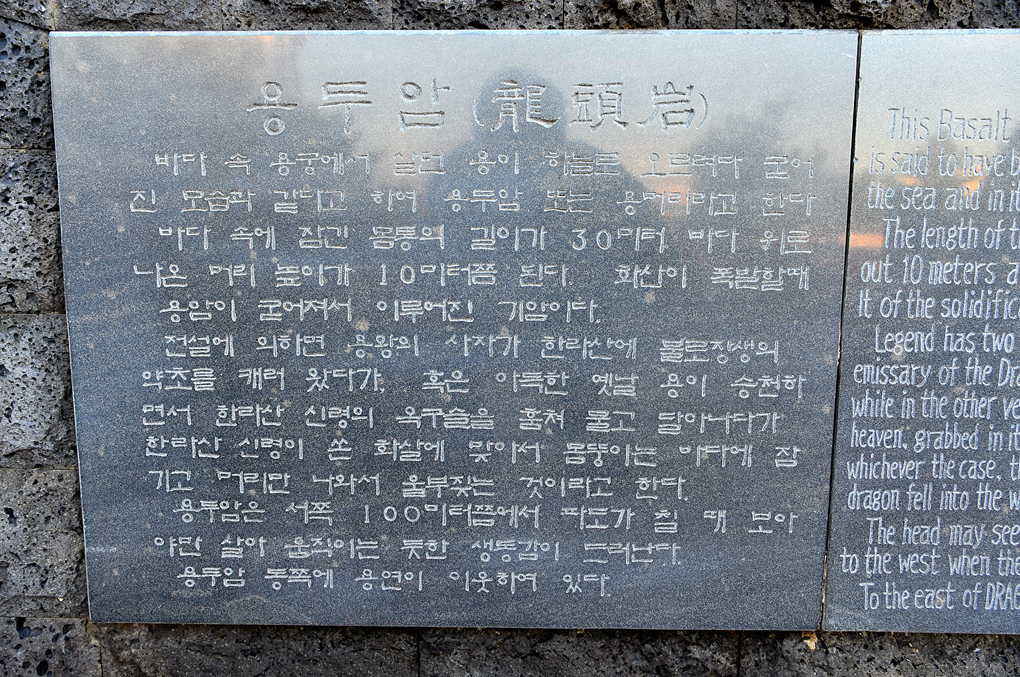 용두암 (龍頭岩)
바다 속 용궁에서 살던 용이 하늘로 오르려다 굳어
진 모습과 같다고 하여 용두암 또는 용머리라고 한다
바다 속에 잠긴 몸통의 길이가 30미터, 바다 위로
나온 머리 높이가 10미터쯤 된다. 화산이 폭발할때
용암이 굳어져서 이루어진 기암이다.
전설에 의하면 용왕의 사자가 한라산에 불로장생의
약초를 캐러 왔다가, 혹은 아득한 옛날 용이 승천하
면서 한라산 신령의 옥구슬을 훔쳐 물고 달아나다가
한라산 신령이 쏜 화살에 맞아서 몸뚱이는 바다에 잠
기고 머리만 나와서 울부짖는 것이라고 한다.
용두암은 서쪽 100미터쯤에서 파도가 칠 때 보아
야만 살아 움직이는 듯한 생동감이 드러난다.
용두암 동쪽에 용연이 이웃하여 있다.
This Basalt
is said to have b
the sea and in it
The length of t
out 10 meters a
It of the solidifica
Legend has two
emissary of the Dra
while in the other ve
heaven, grabbed in it
whichever the case, t
dragon fell into the w
The head may see
to the west when the
To the east of DRAG